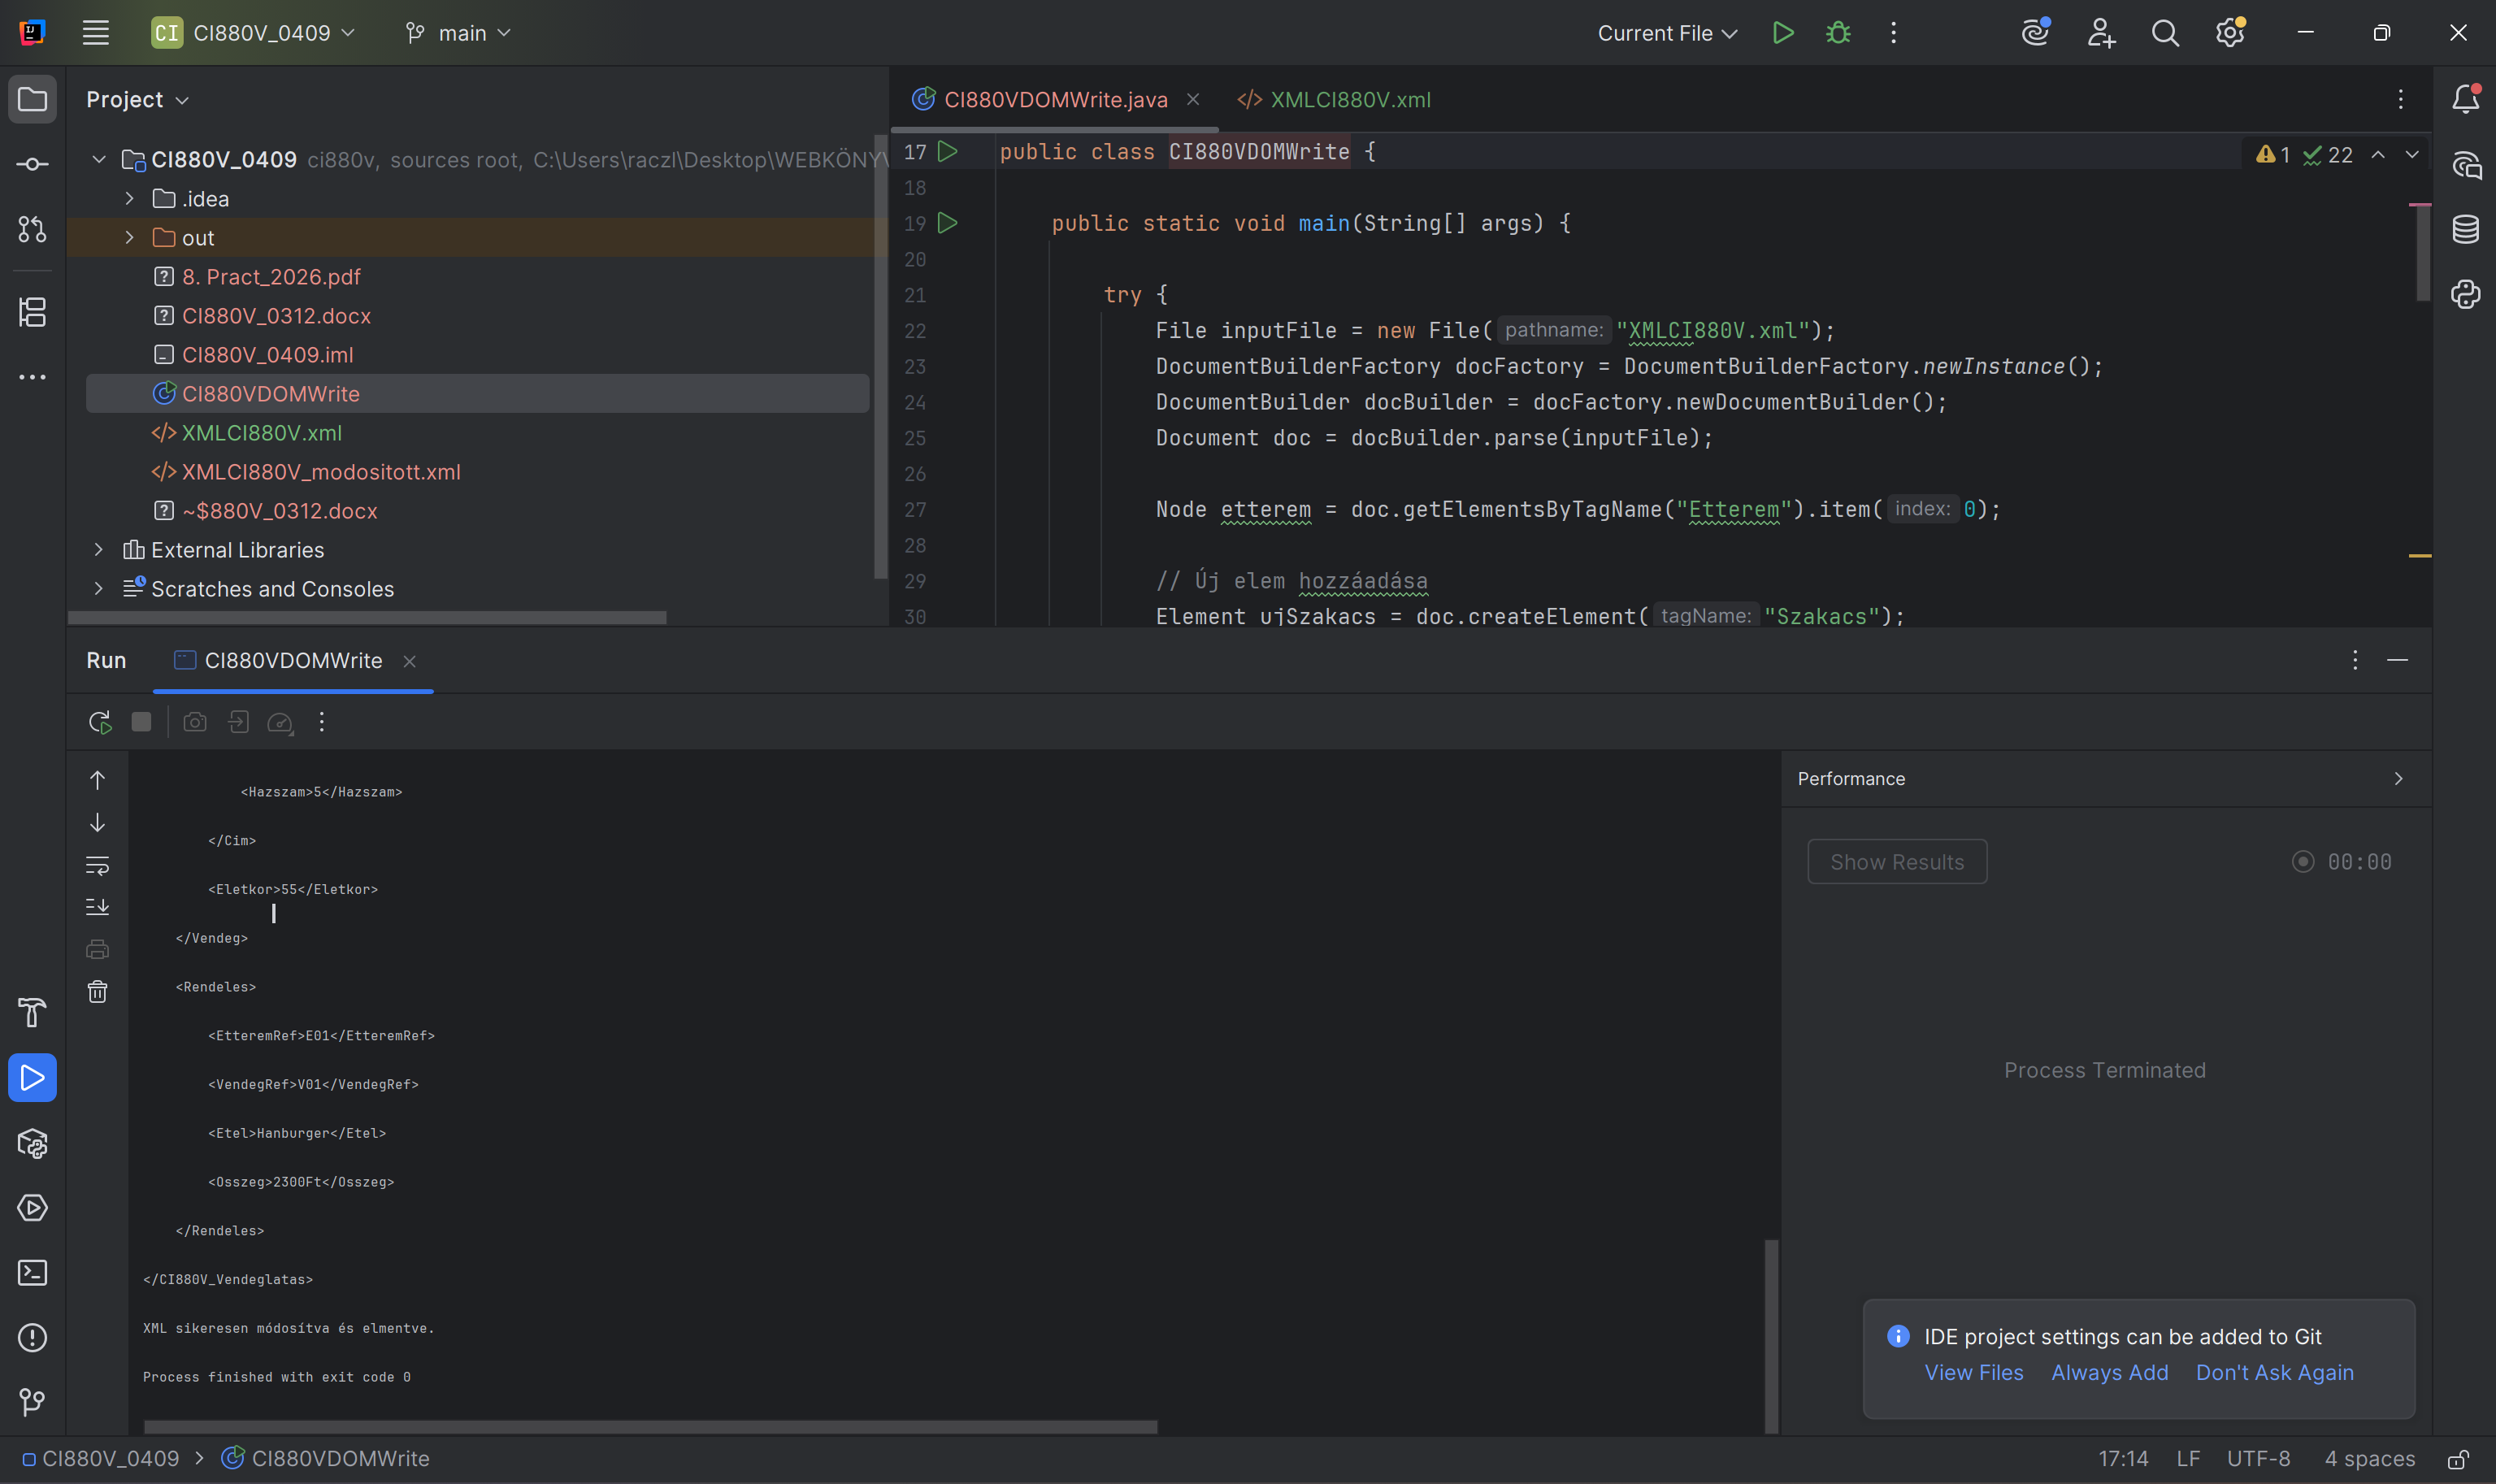 CI CI880V_0409 main Current File
Project
CI880V_0409 ci880v, sources root, C:\Users\raczl\Desktop\WEBKÖNY\
.idea
out
8. Pract_2026.pdf
CI880V_0312.docx
CI880V_0409.iml
CI880VDOMWrite
XMLCI880V.xml
XMLCI880V_modositott.xml
~$880V_0312.docx
External Libraries
Scratches and Consoles
CI880VDOMWrite.java XMLCI880V.xml
1 22
17 public class CI880VDOMWrite {
18
19 public static void main(String[] args) {
20
21 try {
22 File inputFile = new File( pathname: "XMLCI880V.xml");
23 DocumentBuilderFactory docFactory = DocumentBuilderFactory.newInstance();
24 DocumentBuilder docBuilder = docFactory.newDocumentBuilder();
25 Document doc = docBuilder.parse(inputFile);
26
27 Node etterem = doc.getElementsByTagName("Etterem").item( index: 0);
28
29 // Új elem hozzáadása
30 Element ujSzakacs = doc.createElement( tagName: "Szakacs");
Run CI880VDOMWrite
<Hazszam>5</Hazszam>
</Cim>
<Eletkor>55</Eletkor>
</Vendeg>
<Rendeles>
<EtteremRef>E01</EtteremRef>
<VendegRef>V01</VendegRef>
<Etel>Hanburger</Etel>
<Osszeg>2300Ft</Osszeg>
</Rendeles>
</CI880V_Vendeglatas>
XML sikeresen módosítva és elmentve.
Process finished with exit code 0
Performance
Show Results 00:00
Process Terminated
IDE project settings can be added to Git
View Files Always Add Don't Ask Again
CI880V_0409 CI880VDOMWrite 17:14 LF UTF-8 4 spaces